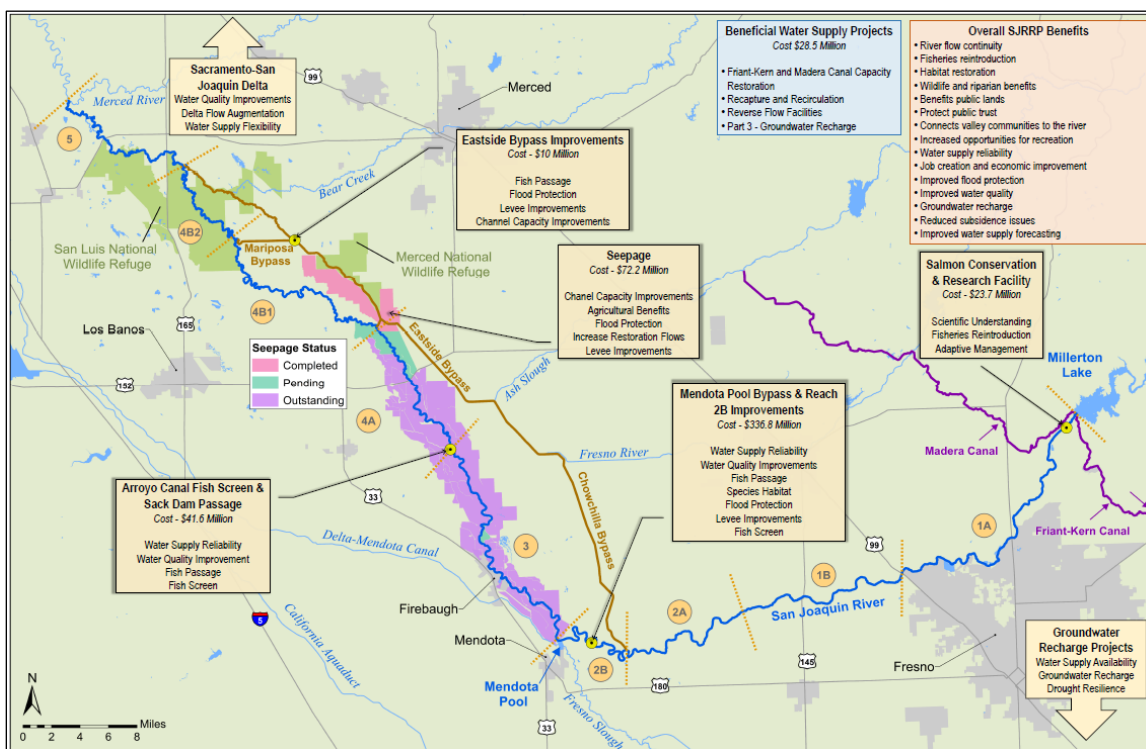 Sacramento-San
Joaquin Delta
Water Quality Improvements
Delta Flow Augmentation
Water Supply Flexibility
99
Merced River
Merced
Beneficial Water Supply Projects
Cost $28.5 Million
• Friant-Kern and Madera Canal Capacity
Restoration
• Recapture and Recirculation
• Reverse Flow Facilities
• Part 3 - Groundwater Recharge
Overall SJRRP Benefits
• River flow continuity
• Fisheries reintroduction
• Habitat restoration
• Wildlife and riparian benefits
• Benefits public lands
• Protect public trust
• Connects valley communities to the river
• Increased opportunities for recreation
• Water supply reliability
• Job creation and economic improvement
• Improved flood protection
• Improved water quality
• Groundwater recharge
• Reduced subsidence issues
• Improved water supply forecasting
5
Bear Creek
Eastside Bypass Improvements
Cost - $10 Million
Fish Passage
Flood Protection
Levee Improvements
Channel Capacity Improvements
4B2
San Luis National
Wildlife Refuge
Mariposa
Bypass
Merced National
Wildlife Refuge
4B1
Seepage
Cost - $72.2 Million
Chanel Capacity Improvements
Agricultural Benefits
Flood Protection
Increase Restoration Flows
Levee Improvements
Salmon Conservation
& Research Facility
Cost - $23.7 Million
Scientific Understanding
Fisheries Reintroduction
Adaptive Management
Los Banos
165
152
Seepage Status
Completed
Pending
Outstanding
Eastside Bypass
Ash Slough
Millerton
Lake
4A
Mendota Pool Bypass & Reach
2B Improvements
Cost - $336.8 Million
Water Supply Reliability
Water Quality Improvements
Fish Passage
Species Habitat
Flood Protection
Levee Improvements
Fish Screen
Madera Canal
Fresno River
Friant-Kern Canal
Arroyo Canal Fish Screen &
Sack Dam Passage
Cost - $41.6 Million
Water Supply Reliability
Water Quality Improvement
Fish Passage
Fish Screen
33
Delta-Mendota Canal
3
Chowchilla Bypass
99
1A
1B
San Joaquin River
2A
Firebaugh
5
California Aquaduct
Mendota
2B
Mendota
Pool
180
145
Fresno
33
Fresno Slough
Groundwater
Recharge Projects
Water Supply Availability
Groundwater Recharge
Drought Resilience
N
Miles
0 2 4 8